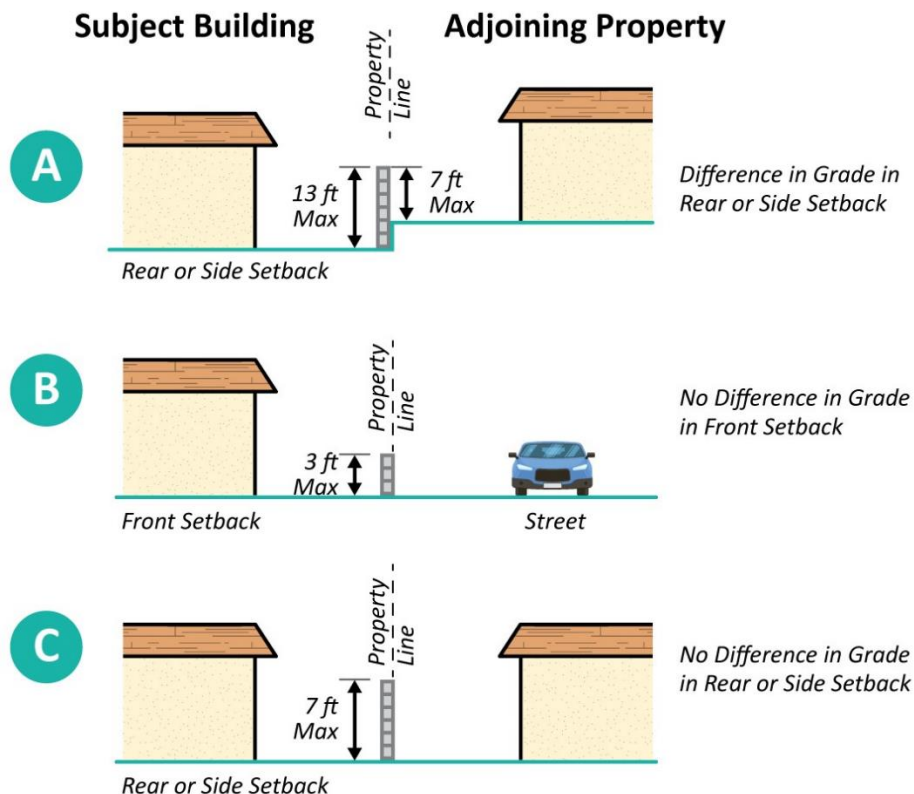 Subject Building
Adjoining Property
A
Property
Line
13 ft
Max
7 ft
Max
Difference in Grade in
Rear or Side Setback
Rear or Side Setback
B
Property
Line
3 ft
Max
No Difference in Grade
in Front Setback
Front Setback
Street
C
Property
Line
7 ft
Max
No Difference in Grade
in Rear or Side Setback
Rear or Side Setback